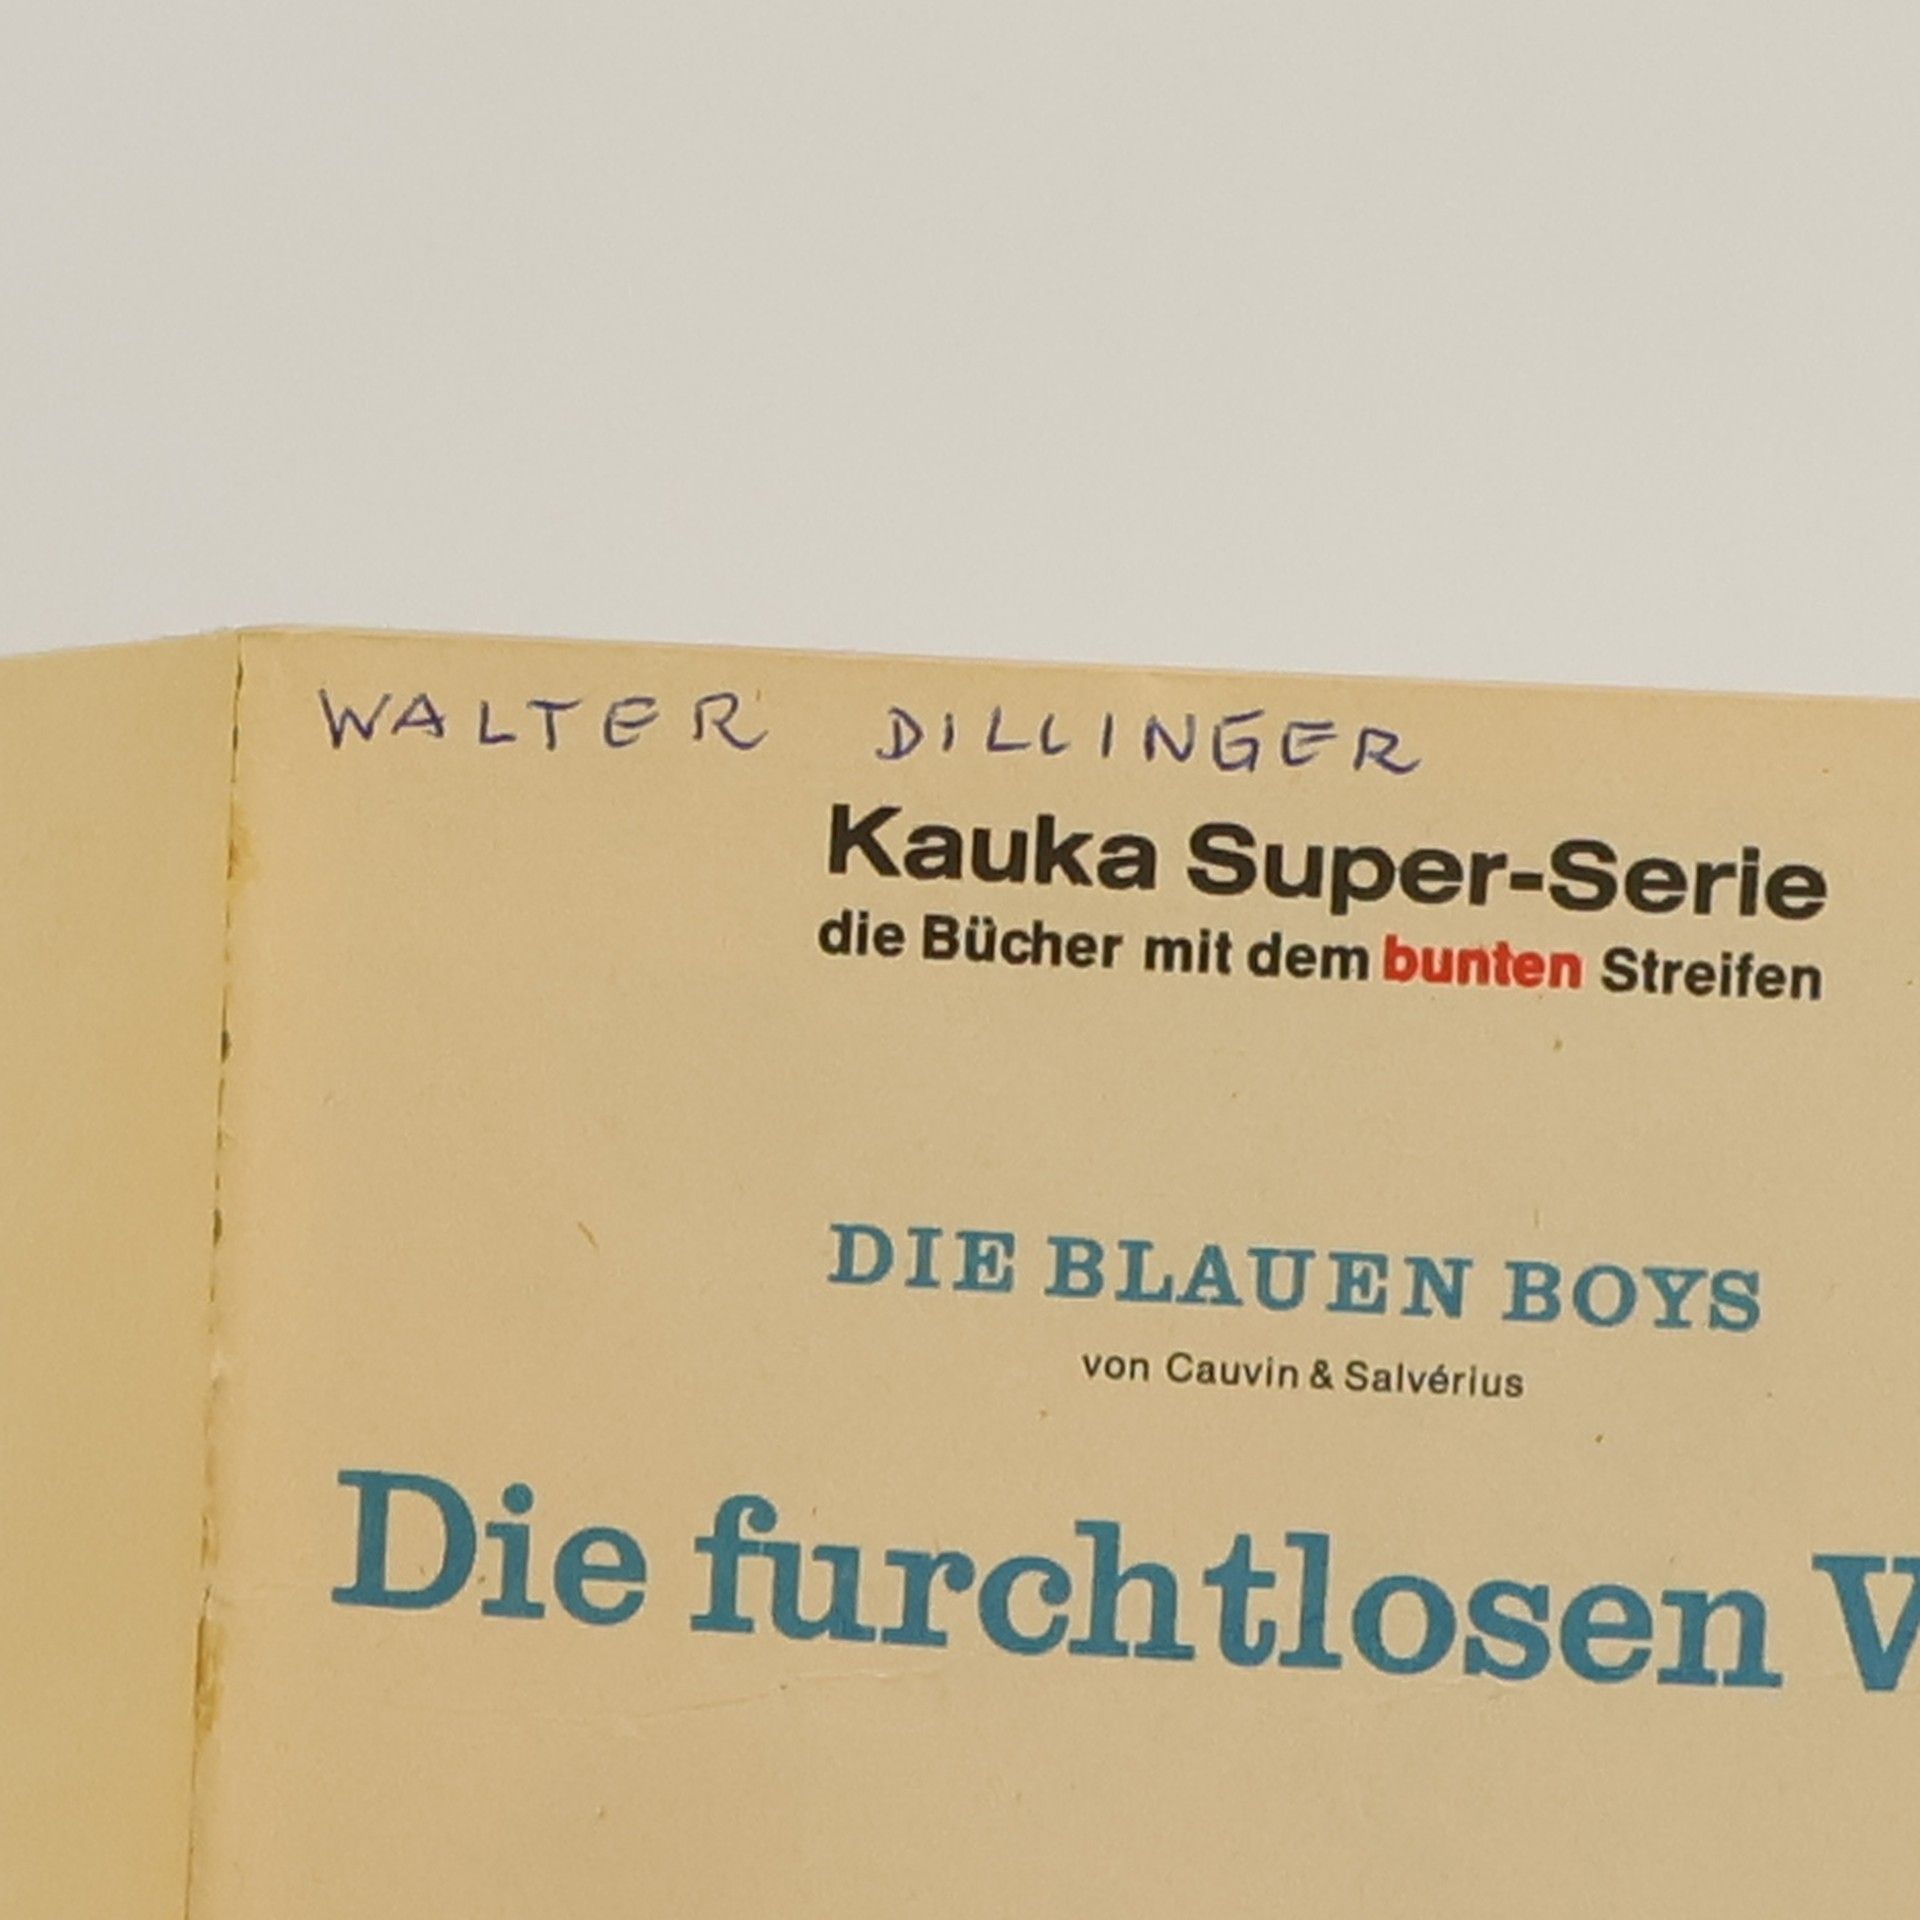 WALTER DILLINGER
Kauka Super-Serie
die Bücher mit dem bunten Streifen
DIE BLAUEN BOYS
von Cauvin & Salvérius
Die furchtlosen